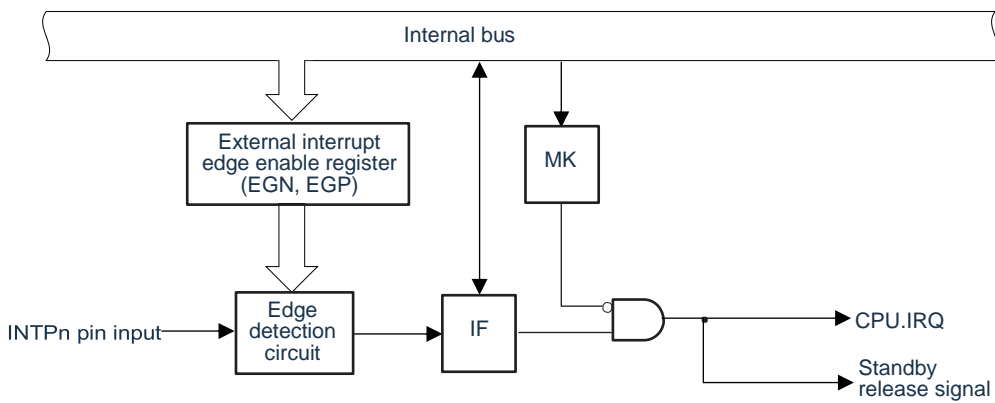 Internal bus
External interrupt
edge enable register
(EGN, EGP)
MK
INTPn pin input
Edge
detection
circuit
IF
CPU.IRQ
Standby
release signal